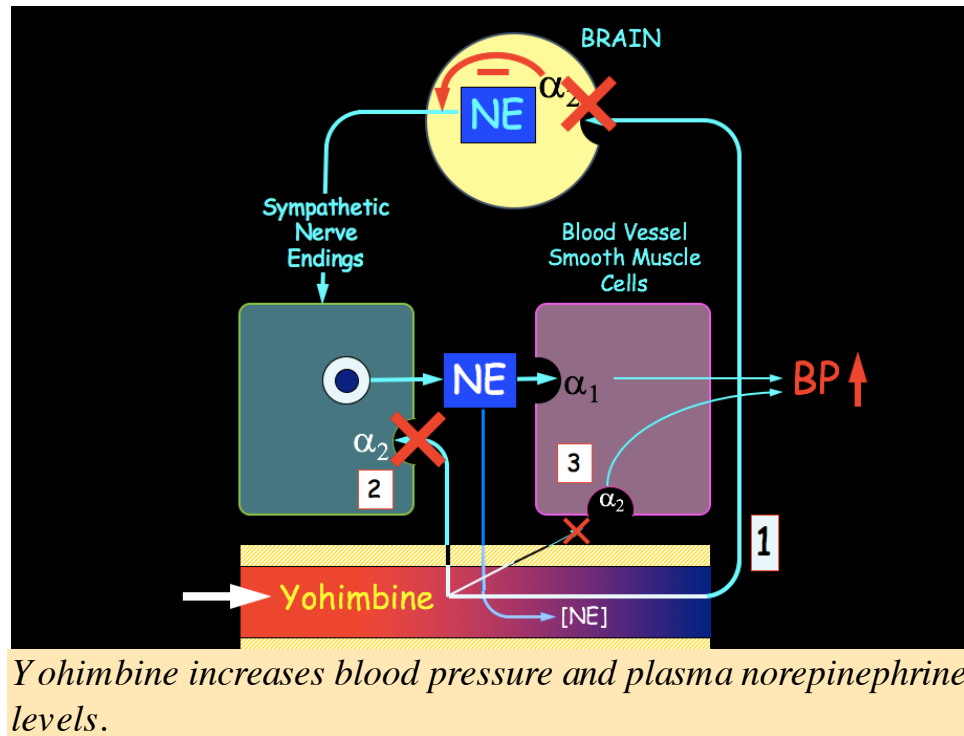 BRAIN
−
α2
NE
Sympathetic
Nerve
Endings
Blood Vessel
Smooth Muscle
Cells
NE
α1
BP
α2
2
3
α2
1
Yohimbine
[NE]
Yohimbine increases blood pressure and plasma norepinephrine
levels.